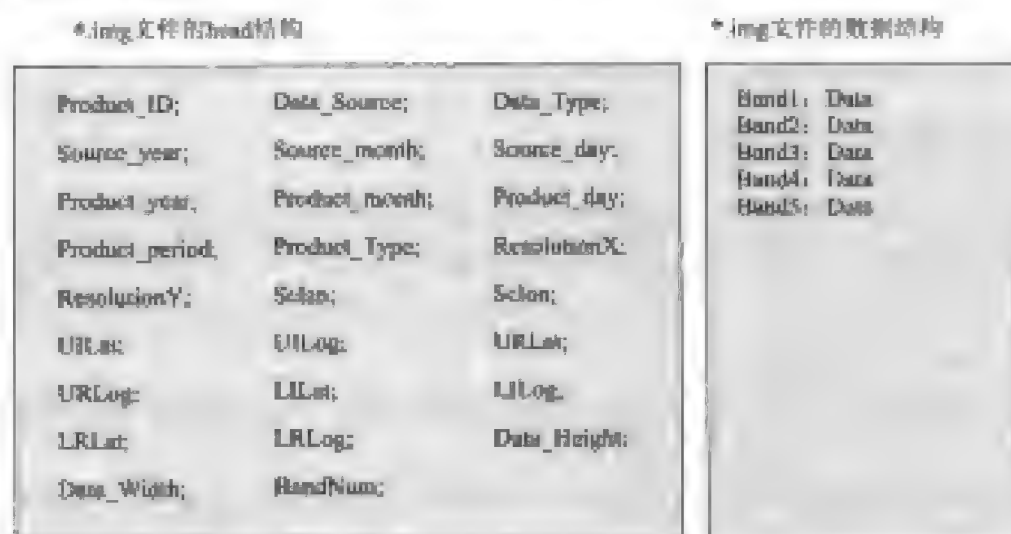 *.img文件的head结构
Product_ID; Data_Source; Data_Type;
Source_year; Source_month; Source_day;
Product_year; Product_month; Product_day;
Product_period; Product_Type; ResolutionX;
ResolutionY; Sclon;
ULLat; ULLog; URLat;
URLog; LLLat; LLLog;
LRLat; LRLog; Data_Height;
Data_Width; BandNum;
*.img文件的数据结构
Band1: Data
Band2: Data
Band3: Data
Band4: Data
Band5: Data